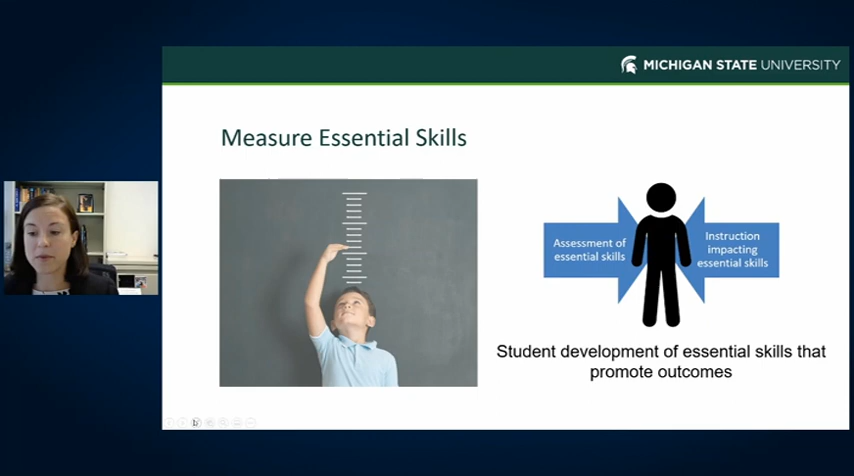 MICHIGAN STATE UNIVERSITY
Measure Essential Skills
Assessment of
essential skills
Instruction
impacting
essential skills
Student development of essential skills that
promote outcomes